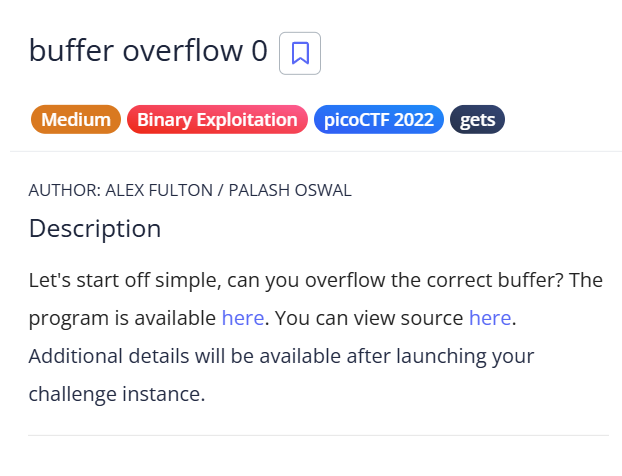 buffer overflow 0
Medium Binary Exploitation picoCTF 2022 gets
AUTHOR: ALEX FULTON / PALASH OSWAL
Description
Let's start off simple, can you overflow the correct buffer? The
program is available here. You can view source here.
Additional details will be available after launching your
challenge instance.